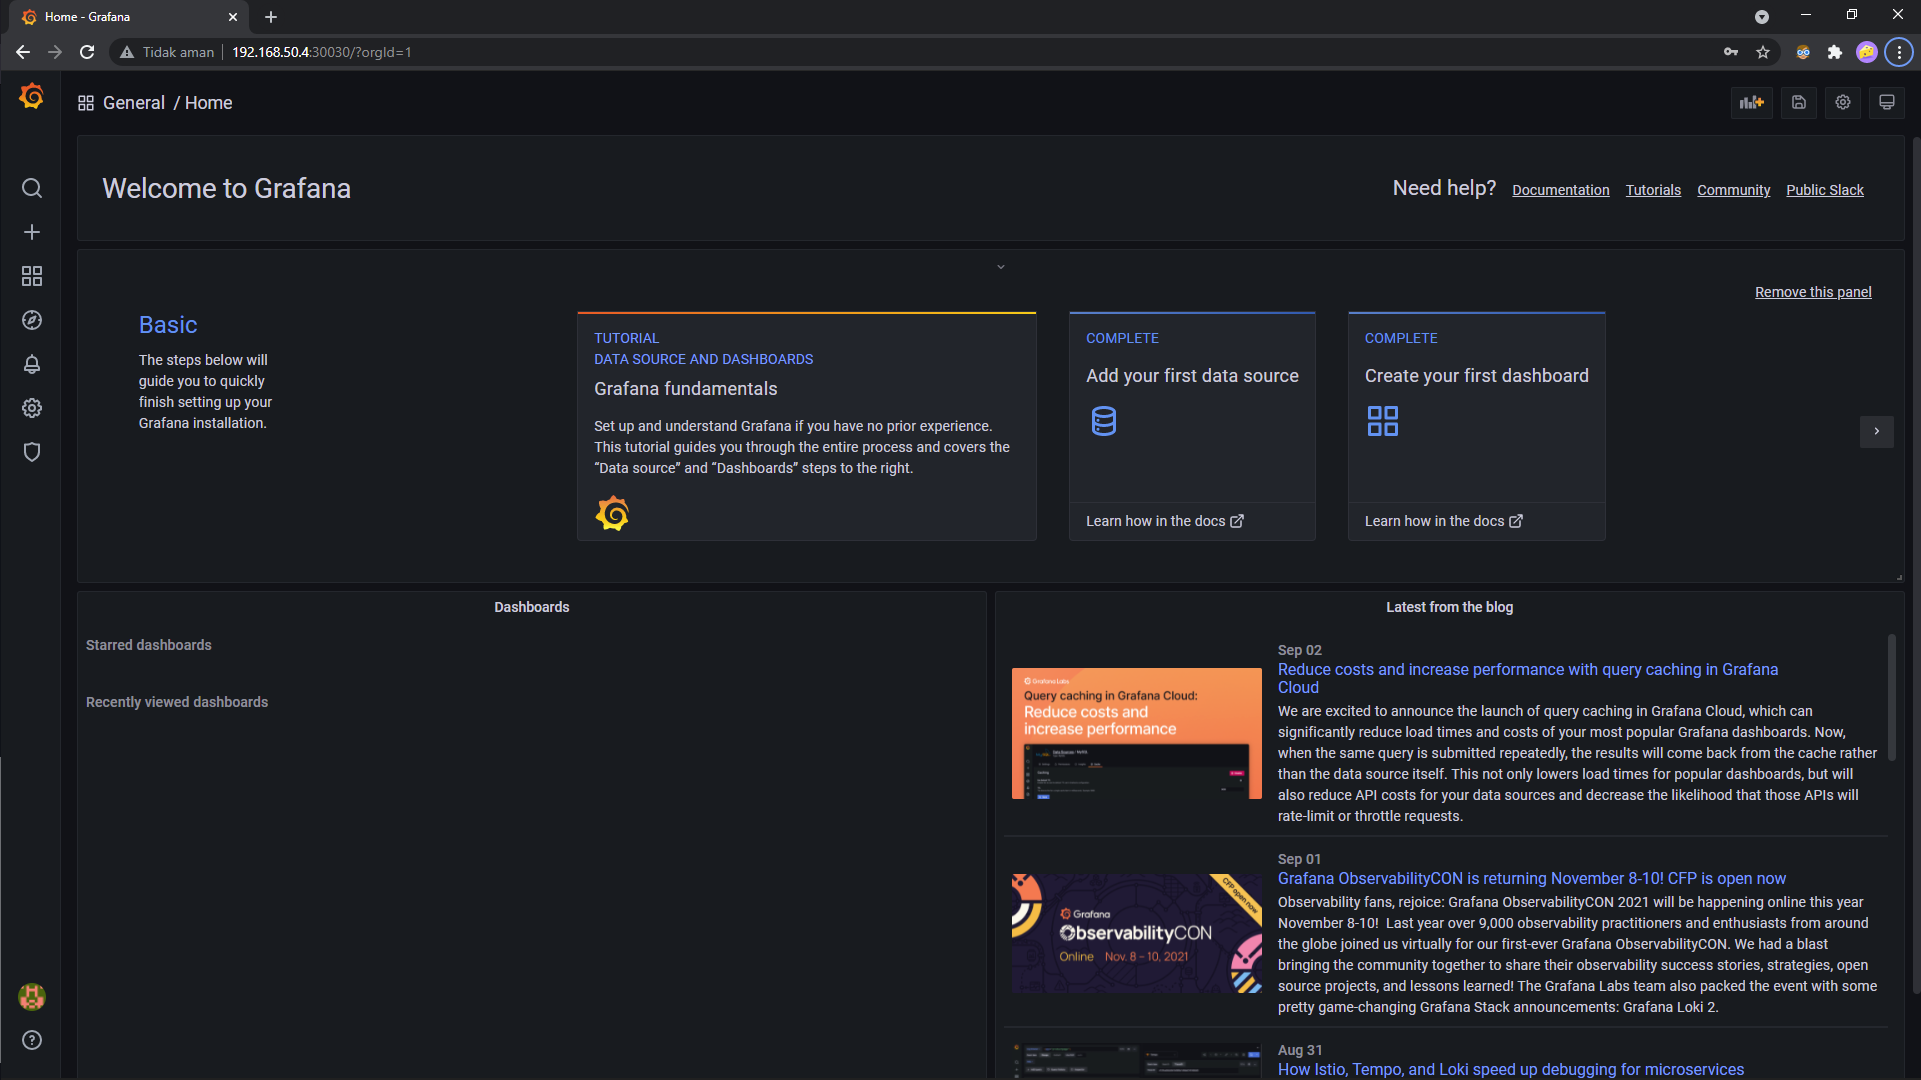 Home - Grafana
Tidak aman
192.168.50.4:30030/?orgId=1
General / Home
Welcome to Grafana
Need help?
Documentation
Tutorials
Community
Public Slack
Remove this panel
Basic
The steps below will
guide you to quickly
finish setting up your
Grafana installation.
TUTORIAL
DATA SOURCE AND DASHBOARDS
Grafana fundamentals
Set up and understand Grafana if you have no prior experience.
This tutorial guides you through the entire process and covers the
“Data source” and “Dashboards” steps to the right.
COMPLETE
Add your first data source
Learn how in the docs
COMPLETE
Create your first dashboard
Learn how in the docs
Dashboards
Starred dashboards
Recently viewed dashboards
Latest from the blog
Grafana Labs
Query caching in Grafana Cloud:
Reduce costs and
increase performance
Sep 02
Reduce costs and increase performance with query caching in Grafana
Cloud
We are excited to announce the launch of query caching in Grafana Cloud, which can
significantly reduce load times and costs of your most popular Grafana dashboards. Now,
when the same query is submitted repeatedly, the results will come back from the cache rather
than the data source itself. This not only lowers load times for popular dashboards, but will
also reduce API costs for your data sources and decrease the likelihood that those APIs will
rate-limit or throttle requests.
CFP open now
Grafana
ObservabilityCON
Online Nov. 8 – 10, 2021
Sep 01
Grafana ObservabilityCON is returning November 8-10! CFP is open now
Observability fans, rejoice: Grafana ObservabilityCON 2021 will be happening online this year
November 8-10! Last year over 9,000 observability practitioners and enthusiasts from around
the globe joined us virtually for our first-ever Grafana ObservabilityCON. We had a blast
bringing the community together to share their observability success stories, strategies, open
source projects, and lessons learned! The Grafana Labs team also packed the event with some
pretty game-changing Grafana Stack announcements: Grafana Loki 2.
Aug 31
How Istio, Tempo, and Loki speed up debugging for microservices